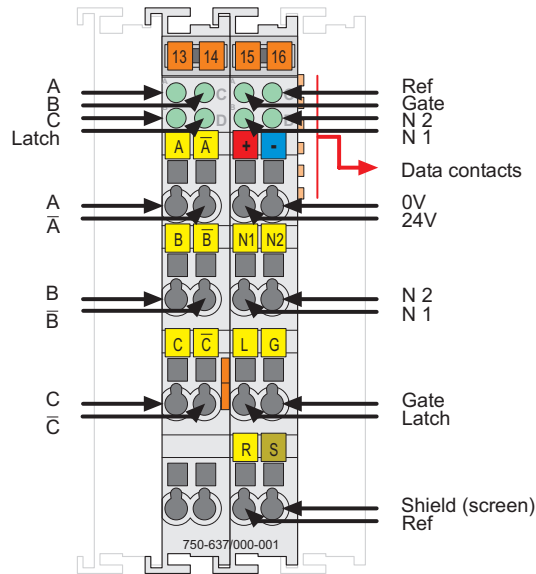 13 14 15 16
A
B
C
Latch
A
C
A
B
D
A
C
B
D
Ref
Gate
N 2
N 1
Data contacts
A A̅ + -
A
A̅
0V
24V
B B̅ N1 N2
B
B̅
N 2
N 1
C C̅ L G
C
C̅
Gate
Latch
R S
Shield (screen)
Ref
750-637/000-001